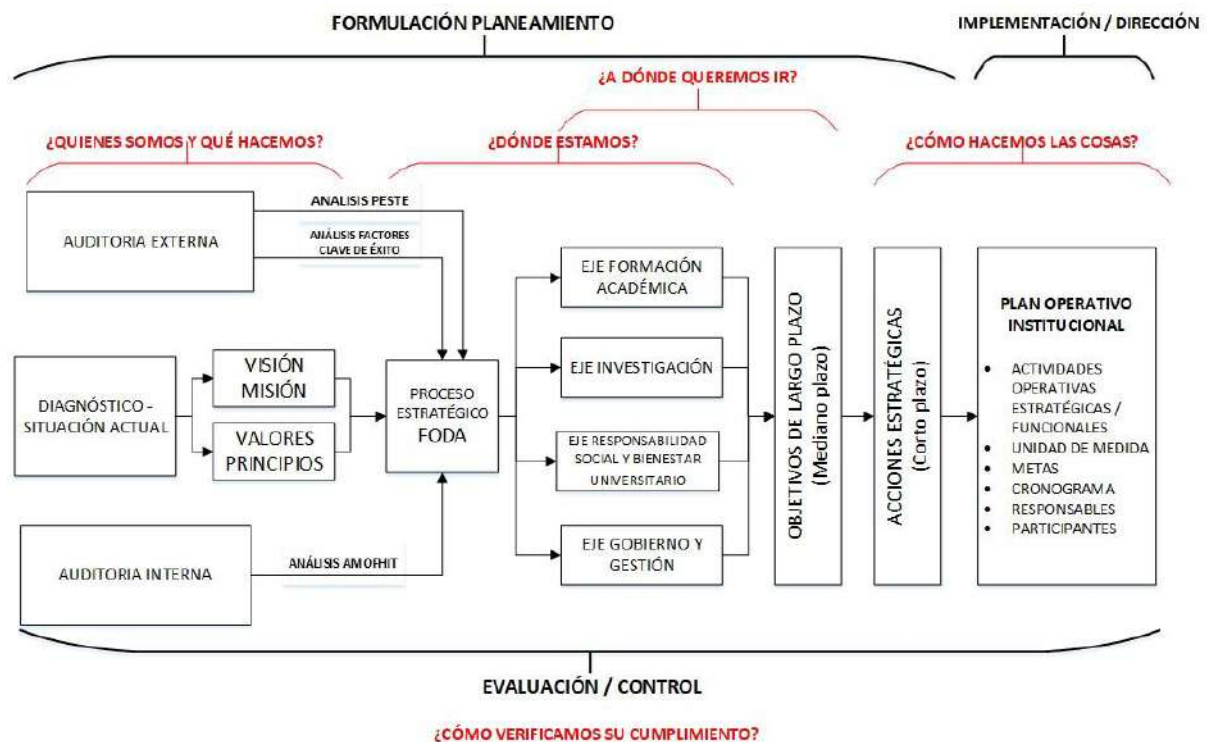 FORMULACIÓN PLANEAMIENTO
IMPLEMENTACIÓN / DIRECCIÓN
¿A DÓNDE QUEREMOS IR?
¿QUIENES SOMOS Y QUÉ HACEMOS?
¿DÓNDE ESTAMOS?
¿CÓMO HACEMOS LAS COSAS?
AUDITORIA EXTERNA
ANALISIS PESTE
ANÁLISIS FACTORES
CLAVE DE ÉXITO
DIAGNÓSTICO -
SITUACIÓN ACTUAL
VISIÓN
MISIÓN
VALORES
PRINCIPIOS
AUDITORIA INTERNA
ANÁLISIS AMOFHIT
PROCESO
ESTRATÉGICO
FODA
EJE FORMACIÓN
ACADÉMICA
EJE INVESTIGACIÓN
EJE RESPONSABILIDAD
SOCIAL Y BIENESTAR
UNIVERSITARIO
EJE GOBIERNO Y
GESTIÓN
OBJETIVOS DE LARGO PLAZO
(Mediano plazo)
ACCIONES ESTRATÉGICAS
(Corto plazo)
PLAN OPERATIVO
INSTITUCIONAL
• ACTIVIDADES
OPERATIVAS
ESTRATÉGICAS /
FUNCIONALES
• UNIDAD DE MEDIDA
• METAS
• CRONOGRAMA
• RESPONSABLES
• PARTICIPANTES
EVALUACIÓN / CONTROL
¿CÓMO VERIFICAMOS SU CUMPLIMIENTO?